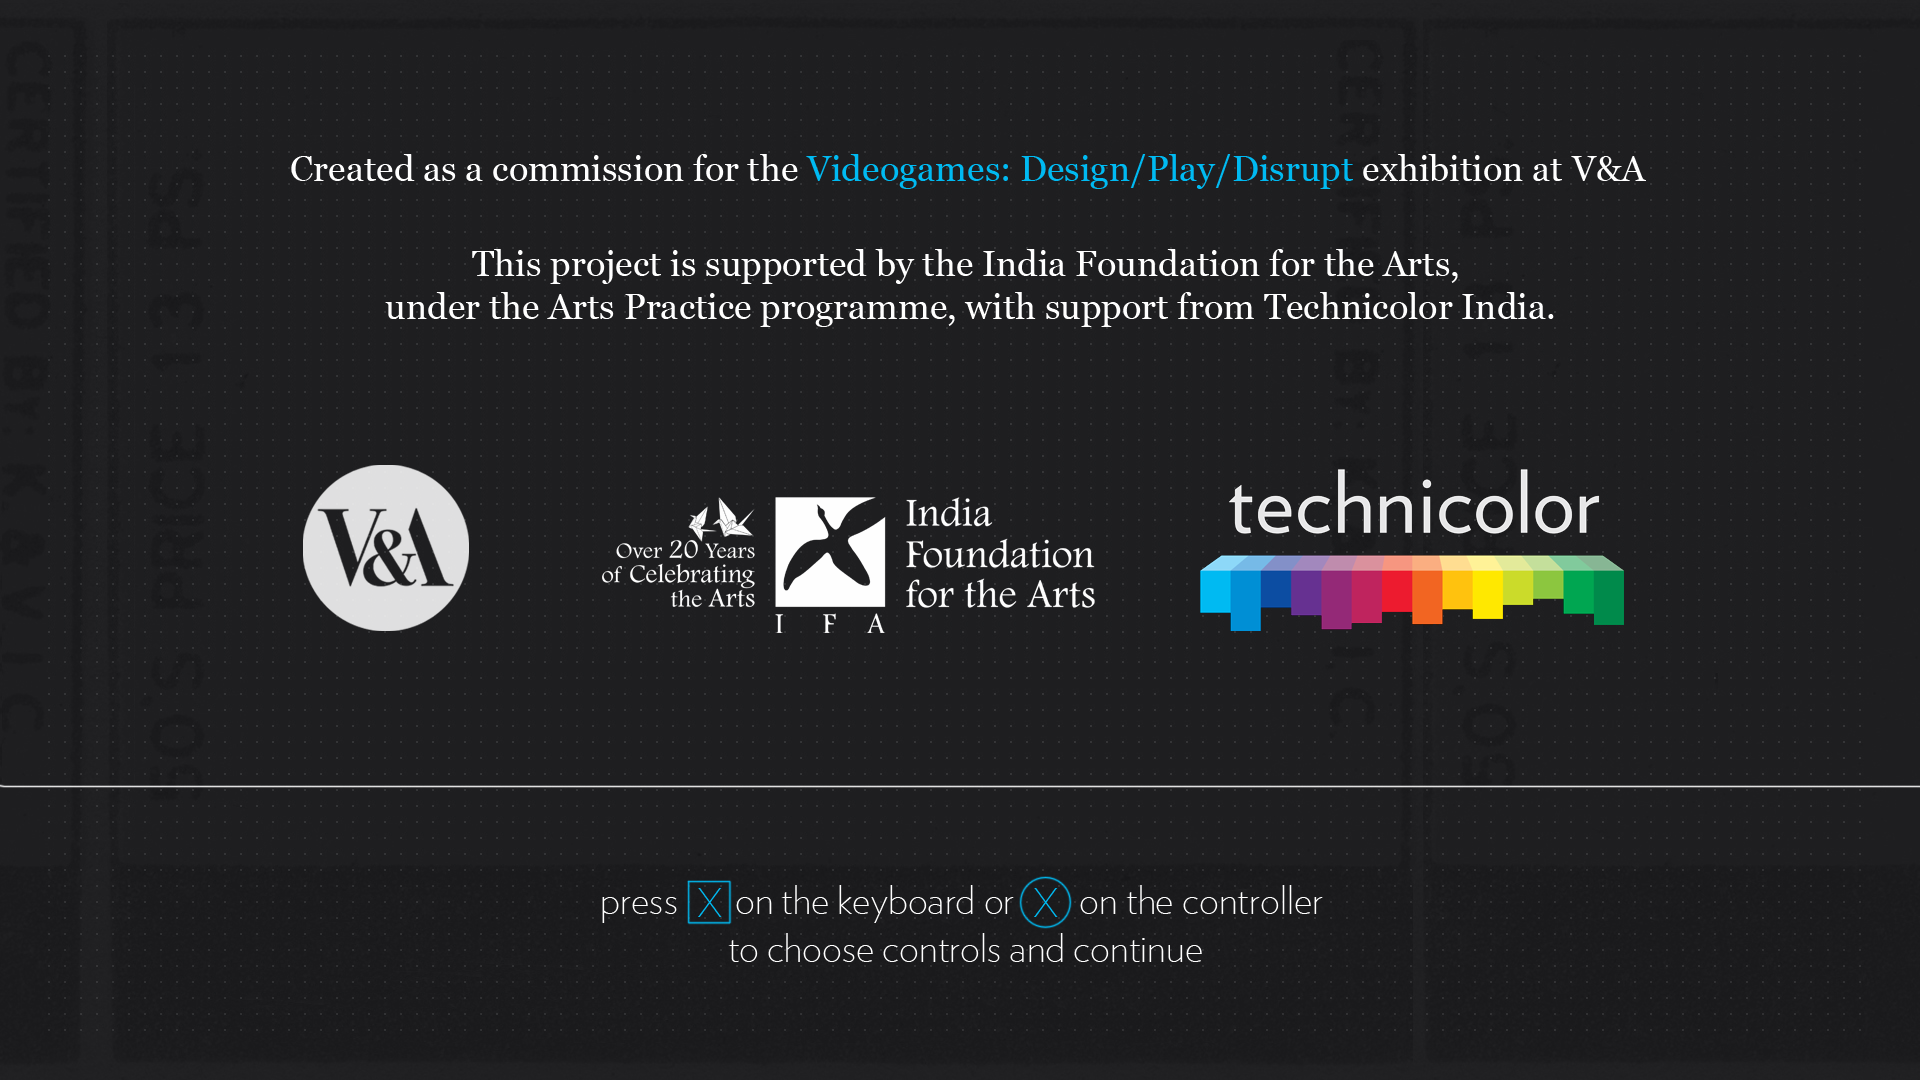 Created as a commission for the Videogames: Design/Play/Disrupt exhibition at V&A
This project is supported by the India Foundation for the Arts,
under the Arts Practice programme, with support from Technicolor India.
V&A
Over 20 Years
of Celebrating
the Arts
I F A
India
Foundation
for the Arts
technicolor
press X on the keyboard or X on the controller
to choose controls and continue